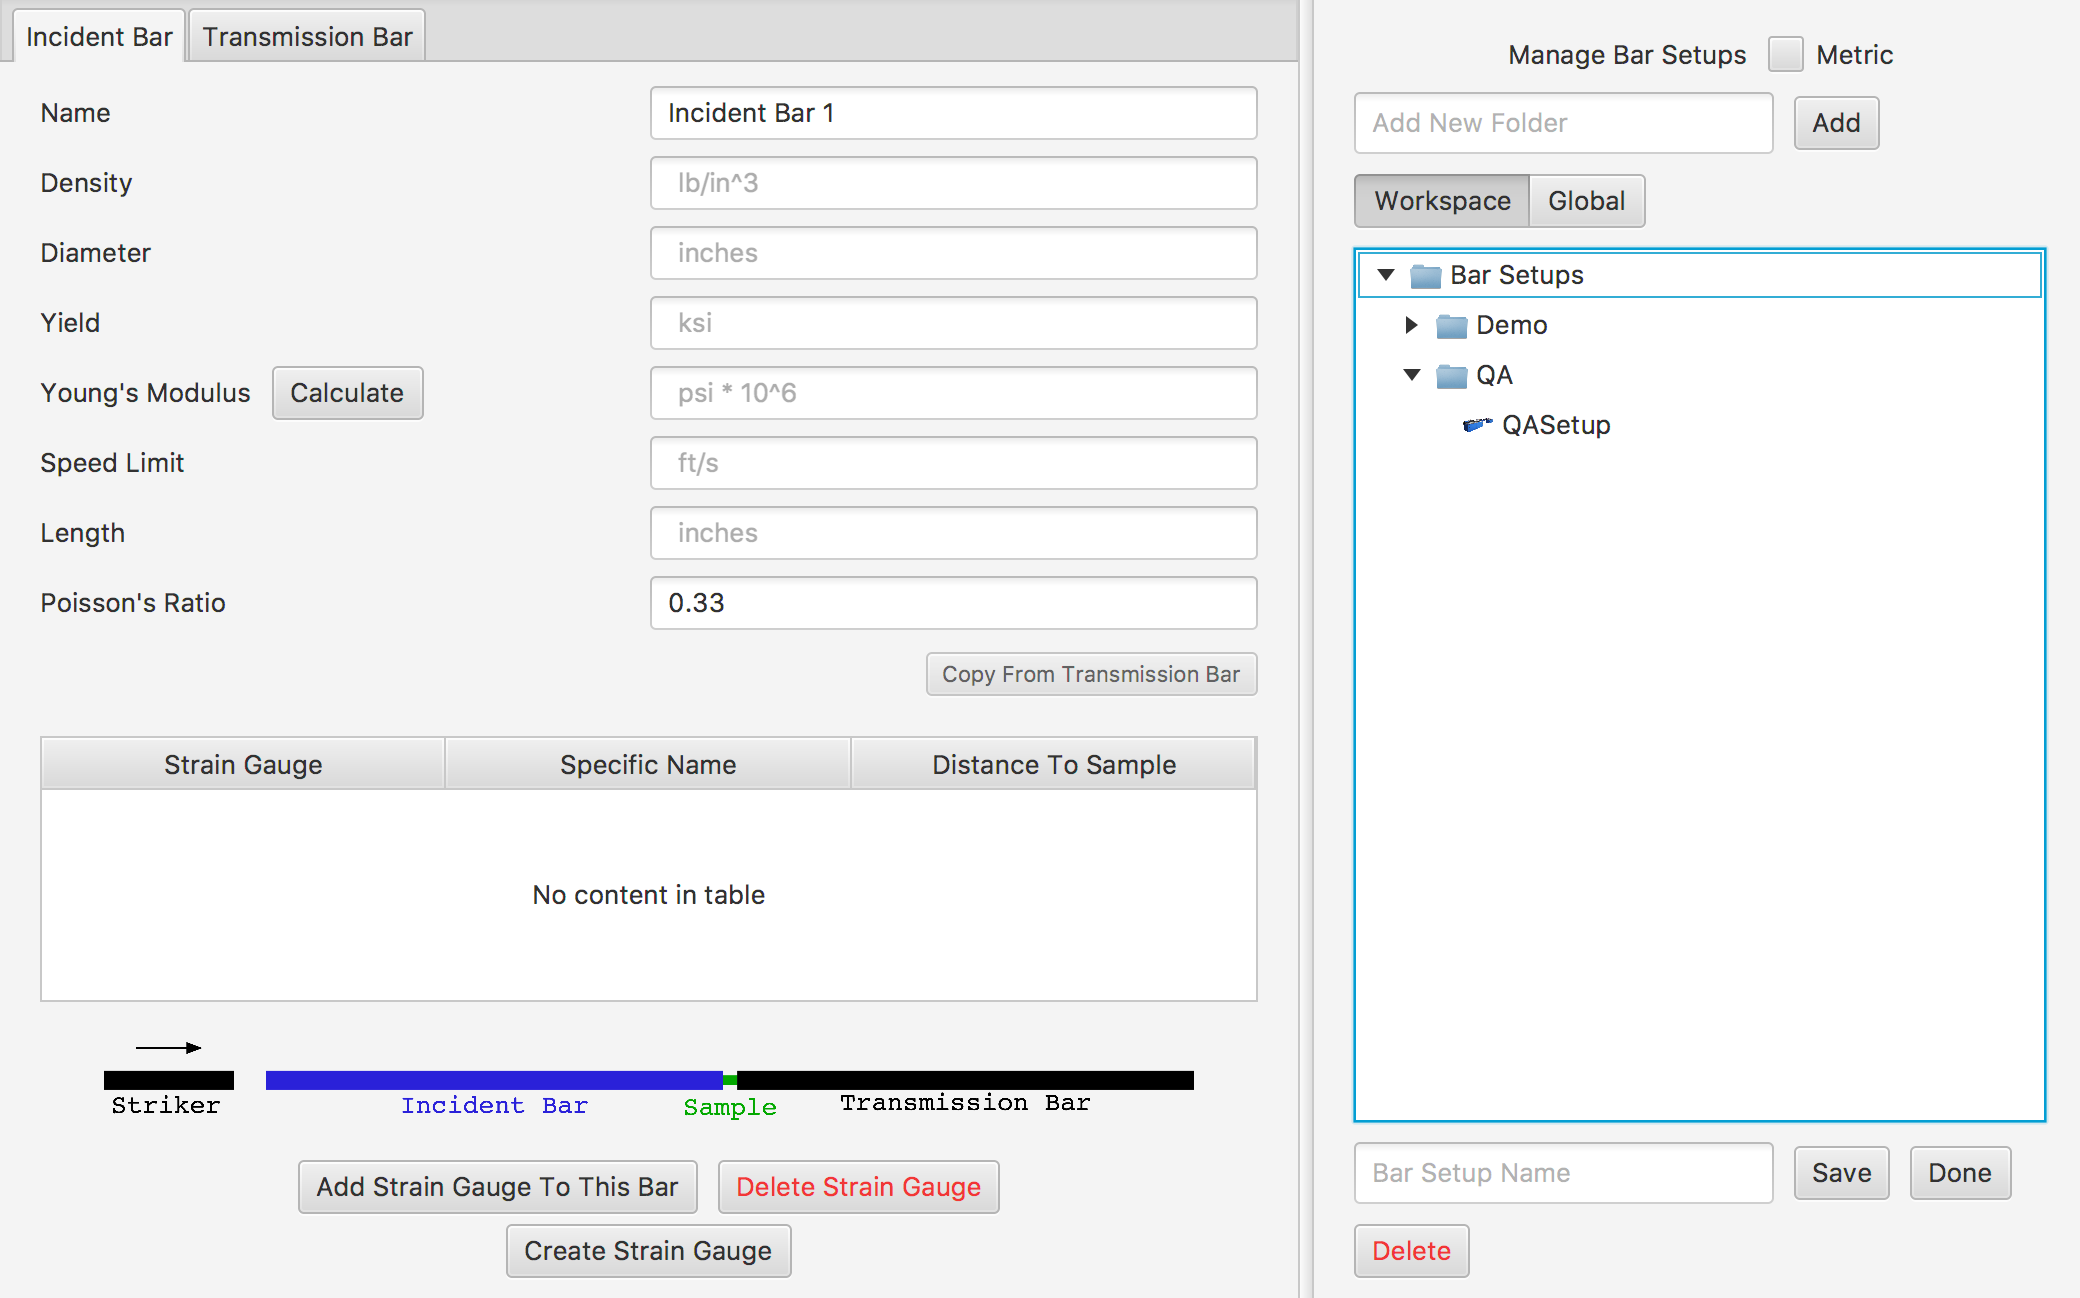 Incident Bar
Transmission Bar
Name
Incident Bar 1
Density
lb/in^3
Diameter
inches
Yield
ksi
Young's Modulus
Calculate
psi * 10^6
Speed Limit
ft/s
Length
inches
Poisson's Ratio
0.33
Copy From Transmission Bar
Strain Gauge
Specific Name
Distance To Sample
No content in table
Striker
Incident Bar
Sample
Transmission Bar
Add Strain Gauge To This Bar
Delete Strain Gauge
Create Strain Gauge
Manage Bar Setups
Metric
Add New Folder
Add
Workspace
Global
Bar Setups
Demo
QA
QASetup
Bar Setup Name
Save
Done
Delete